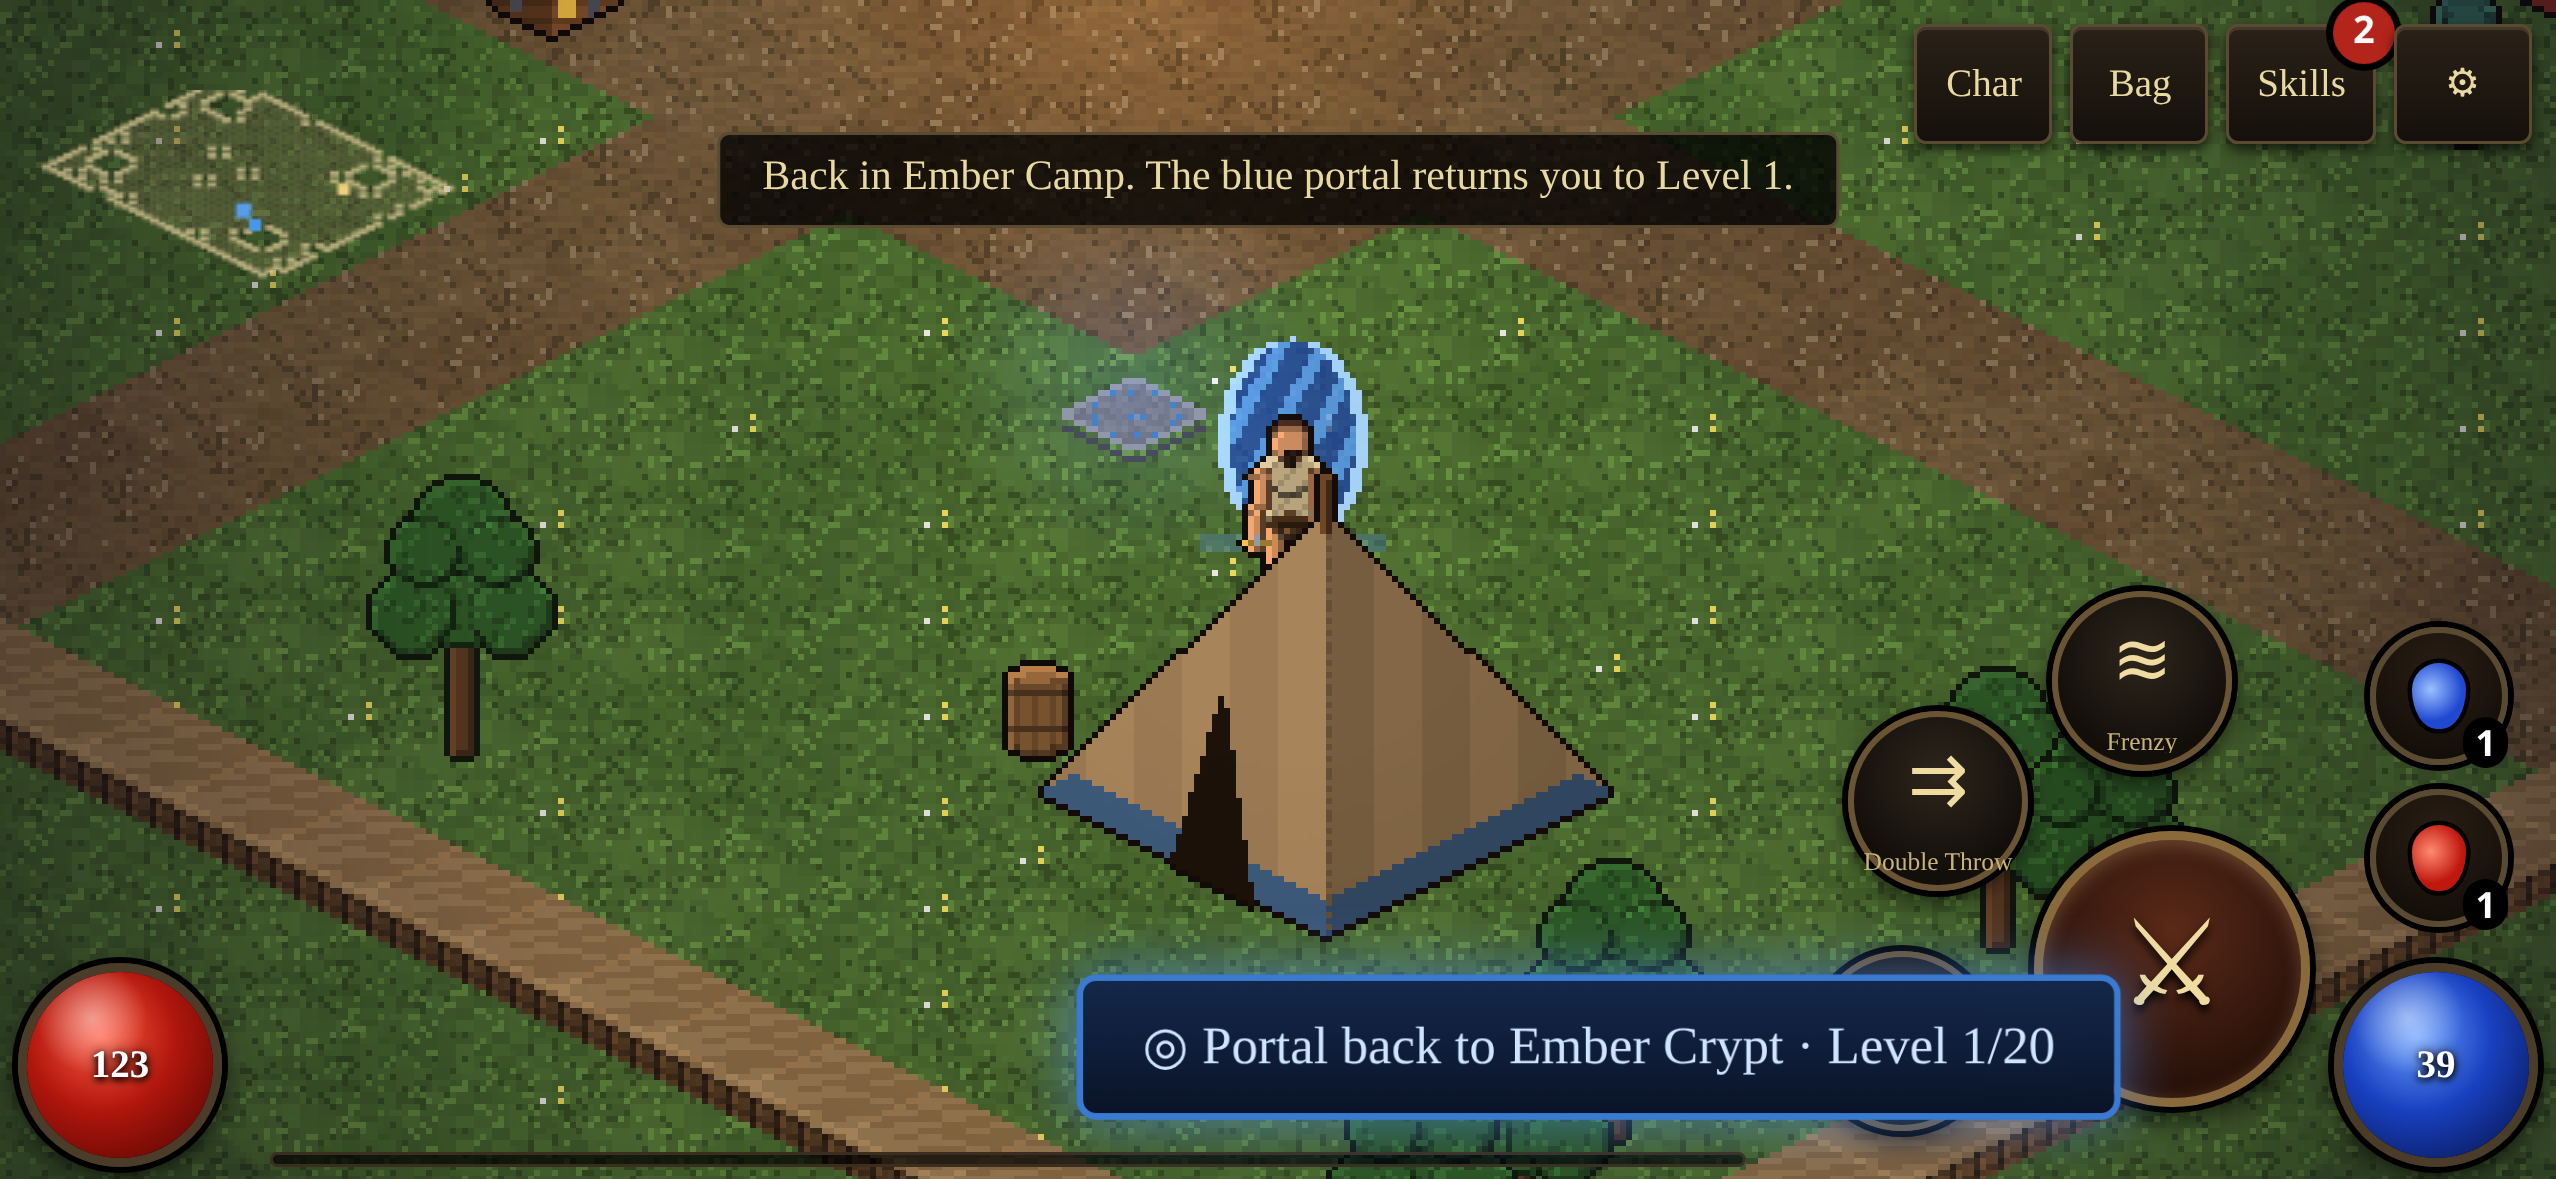 2
Char
Bag
Skills
⚙
Back in Ember Camp. The blue portal returns you to Level 1.
Frenzy
1
Double Throw
1
◎ Portal back to Ember Crypt · Level 1/20
123
39